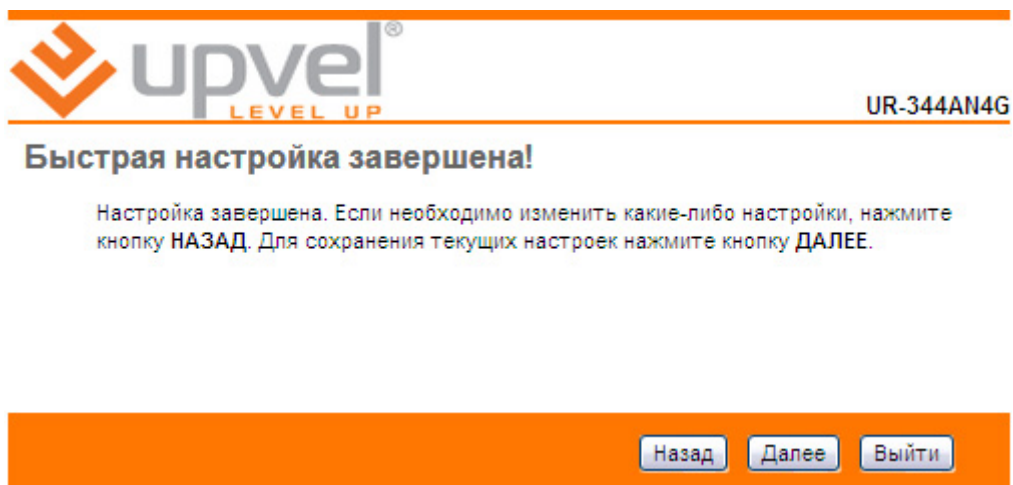 upvel®
LEVEL UP
UR-344AN4G
Быстрая настройка завершена!
Настройка завершена. Если необходимо изменить какие-либо настройки, нажмите
кнопку НАЗАД. Для сохранения текущих настроек нажмите кнопку ДАЛЕЕ.
Назад Далее Выйти